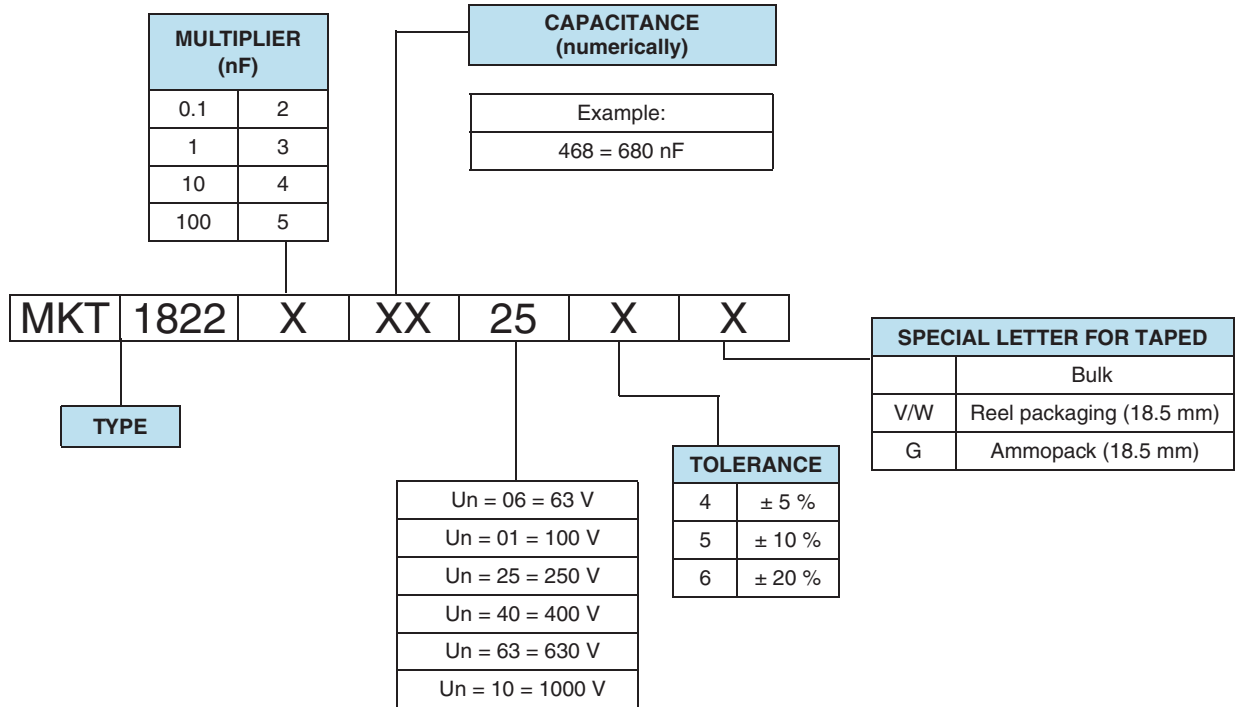 MULTIPLIER
(nF)
0.1 2
1 3
10 4
100 5
CAPACITANCE
(numerically)
Example:
468 = 680 nF
MKT 1822 X XX 25 X X
TYPE
SPECIAL LETTER FOR TAPED
Bulk
V/W Reel packaging (18.5 mm)
G Ammopack (18.5 mm)
TOLERANCE
4 ± 5 %
5 ± 10 %
6 ± 20 %
Un = 06 = 63 V
Un = 01 = 100 V
Un = 25 = 250 V
Un = 40 = 400 V
Un = 63 = 630 V
Un = 10 = 1000 V